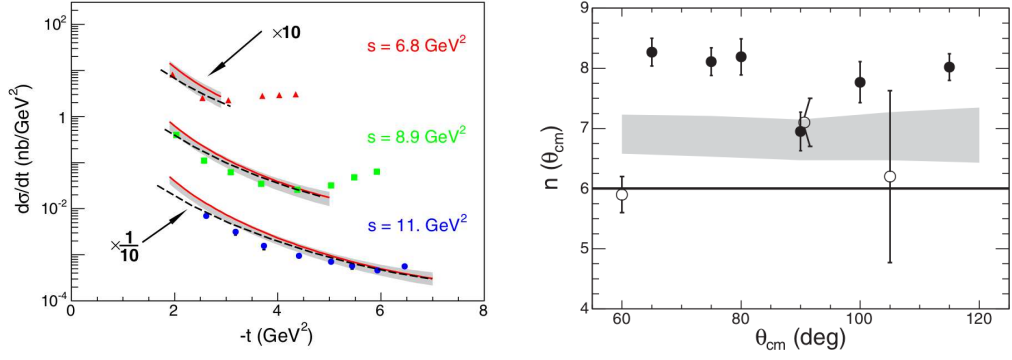 10²
1
10⁻²
10⁻⁴
dσ/dt (nb/GeV²)
×10
s = 6.8 GeV²
s = 8.9 GeV²
s = 11. GeV²
×1/10
0
2
4
6
8
-t (GeV²)
9
8
7
6
5
n (θcm)
60
80
100
120
θcm (deg)